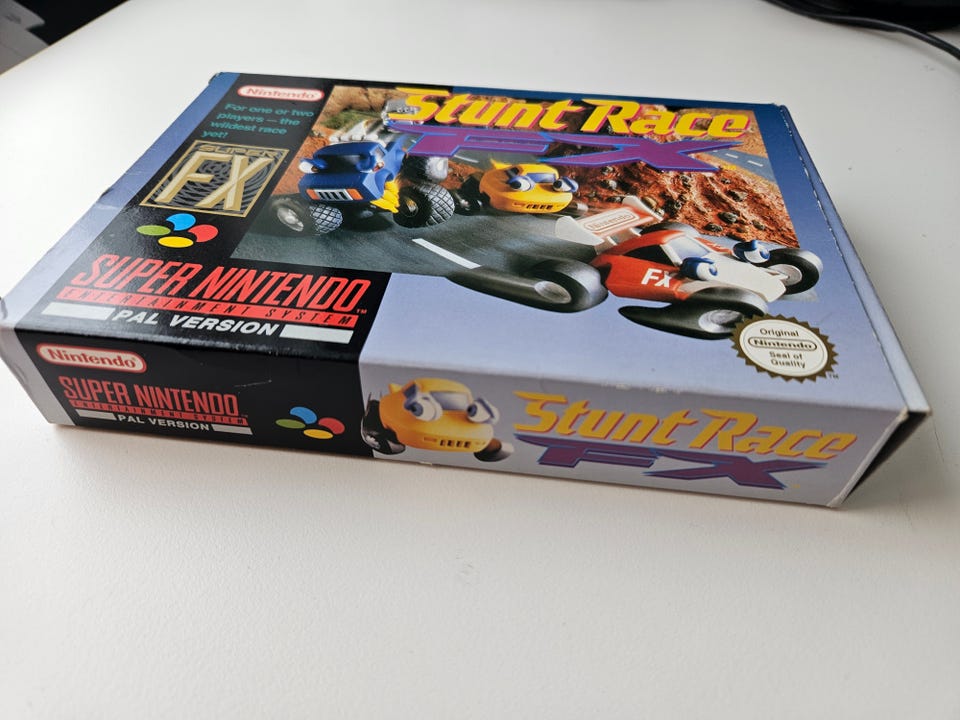 Nintendo
For one or two
players – the
wildest race
yet!
SUPER
FX
SUPER NINTENDO
ENTERTAINMENT SYSTEM
PAL VERSION
Stunt Race
FX
Nintendo
FX
Original
Nintendo
Seal of
Quality
TM
Nintendo
SUPER NINTENDO
ENTERTAINMENT SYSTEM
PAL VERSION
Stunt Race
FX